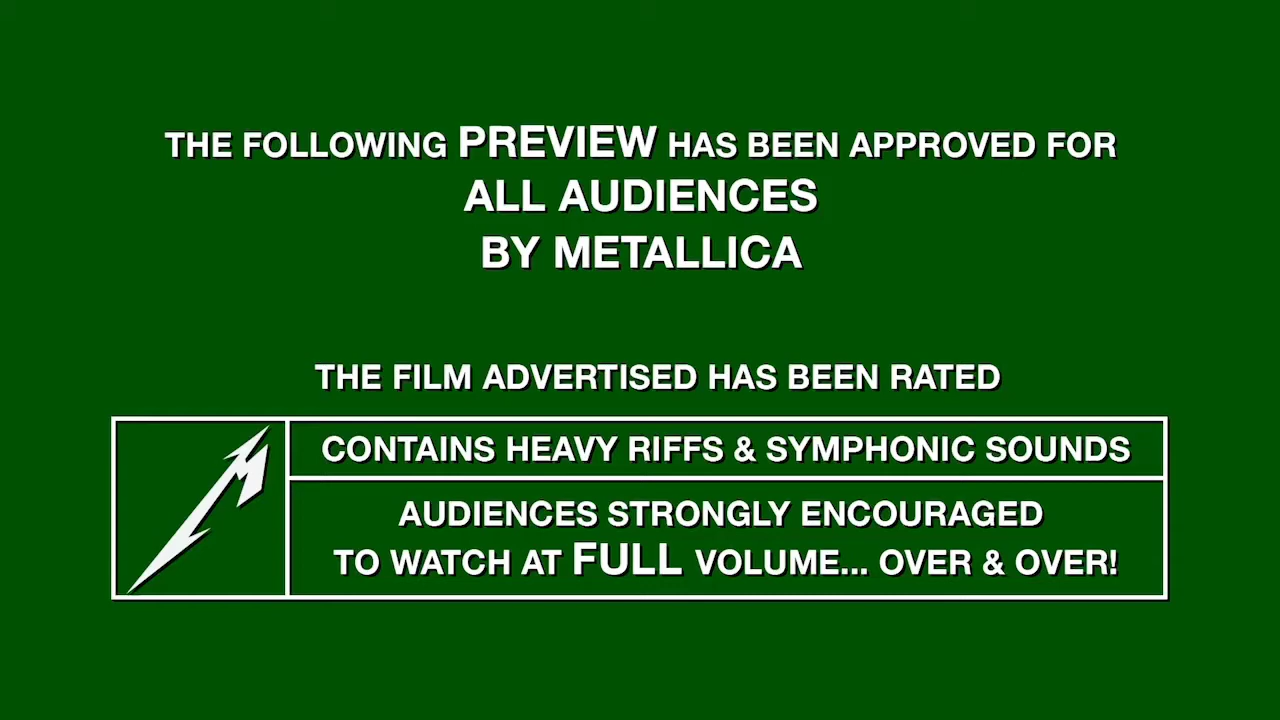 THE FOLLOWING PREVIEW HAS BEEN APPROVED FOR
ALL AUDIENCES
BY METALLICA
THE FILM ADVERTISED HAS BEEN RATED
CONTAINS HEAVY RIFFS & SYMPHONIC SOUNDS
AUDIENCES STRONGLY ENCOURAGED
TO WATCH AT FULL VOLUME... OVER & OVER!